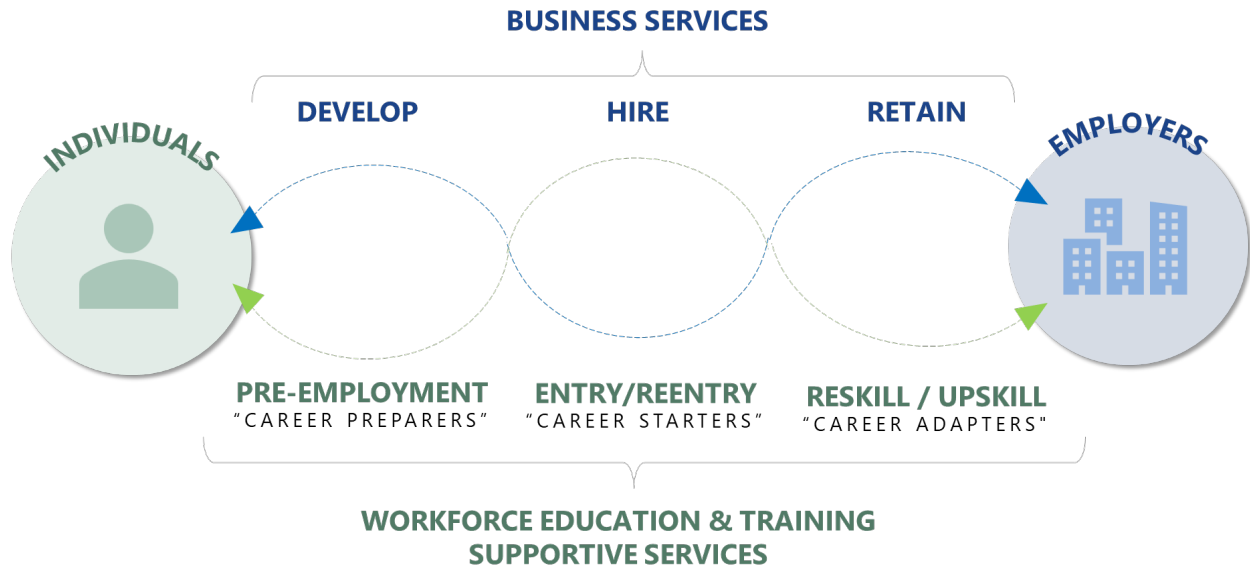 BUSINESS SERVICES
DEVELOP
HIRE
RETAIN
INDIVIDUALS
EMPLOYERS
PRE-EMPLOYMENT
“CAREER PREPARERS”
ENTRY/REENTRY
“CAREER STARTERS”
RESKILL / UPSKILL
“CAREER ADAPTERS"
WORKFORCE EDUCATION & TRAINING
SUPPORTIVE SERVICES